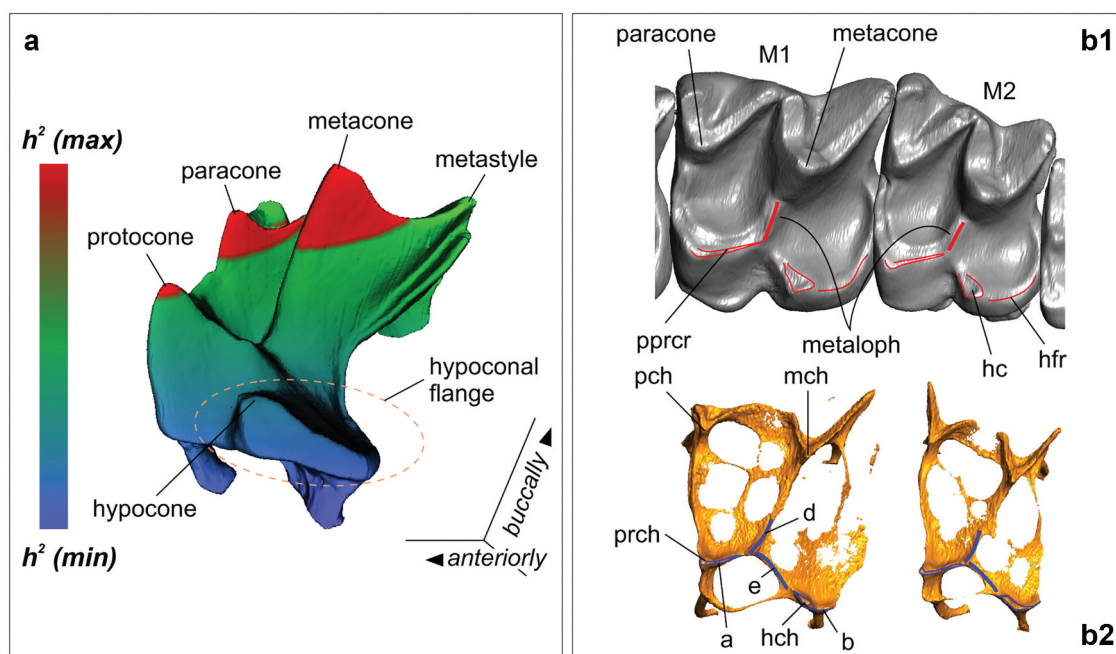 a
h² (max)
metacone
metastyle
paracone
protocone
hypoconal
flange
hypocone
buccally
anteriorly
h² (min)
b1
paracone
metacone
M1
M2
pprcr
metaloph
hc
hfr
pch
mch
prch
d
e
a
hch
b
b2